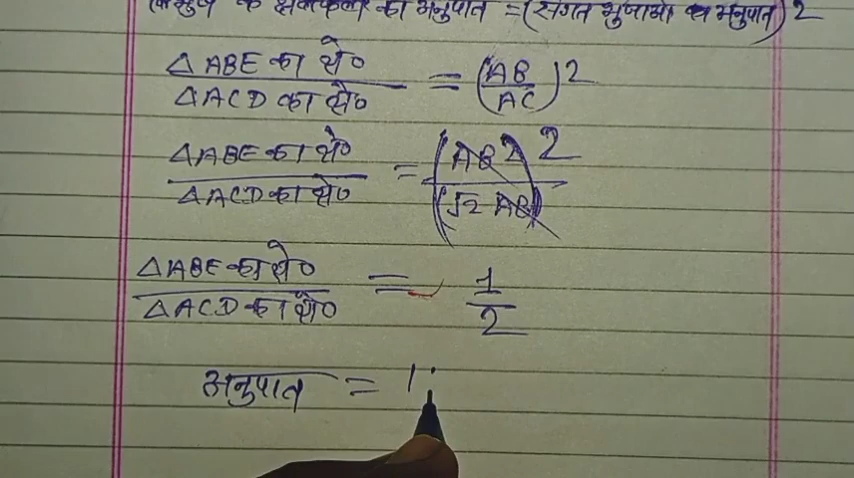 के क्षेत्रफलों का अनुपात = (संगत भुजाओं का अनुपात)2
△ABE का क्षे०
△ACD का क्षे० = (AB/AC)2
△ABE का क्षे०
△ACD का क्षे० = (AB)2/(√2 AB)
△ABE का क्षे०
△ACD का क्षे० = 1/2
अनुपात = 1: